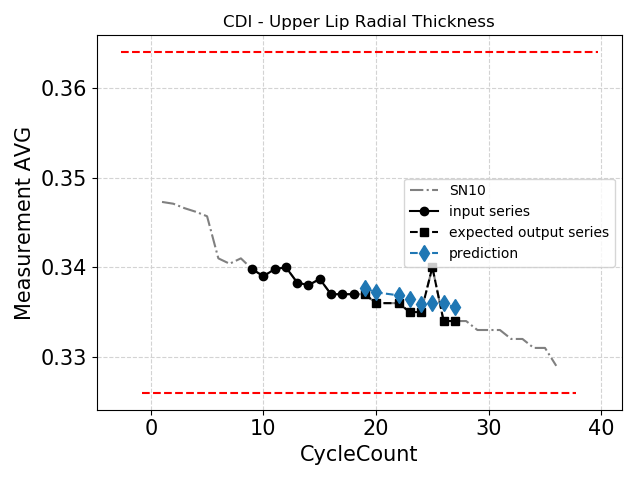 CDI - Upper Lip Radial Thickness
Measurement AVG
0.36
0.35
0.34
0.33
SN10
input series
expected output series
prediction
0 10 20 30 40
CycleCount